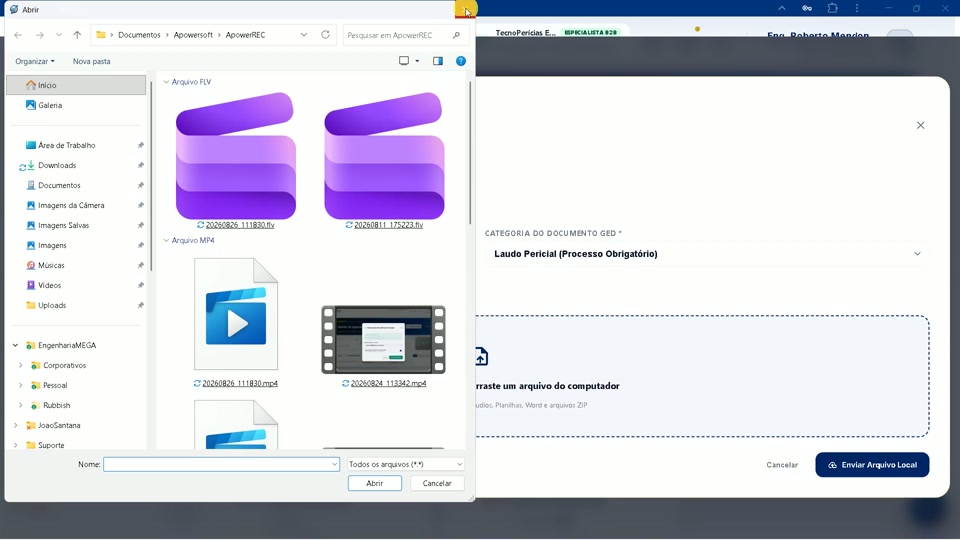 Abrir
Documentos > Apowersoft > ApowerREC
Pesquisar em ApowerREC
Organizar
Nova pasta
Início
Galeria
Área de Trabalho
Downloads
Documentos
Imagens da Câmera
Imagens Salvas
Imagens
Músicas
Vídeos
Uploads
EngenhariaMEGA
Corporativos
Pessoal
Rubbish
JoaoSantana
Suporte
Arquivo FLV
20260826_111830.flv
20260811_175223.flv
Arquivo MP4
20260826_111830.mp4
20260824_113342.mp4
Nome:
Todos os arquivos (*.*)
Abrir
Cancelar
TecnoPerícias E...
ESPECIALISTA B2B
Eng. Roberto Mendon
CATEGORIA DO DOCUMENTO GED *
Laudo Pericial (Processo Obrigatório)
rraste um arquivo do computador
udios, Planilhas, Word e arquivos ZIP
Cancelar
Enviar Arquivo Local